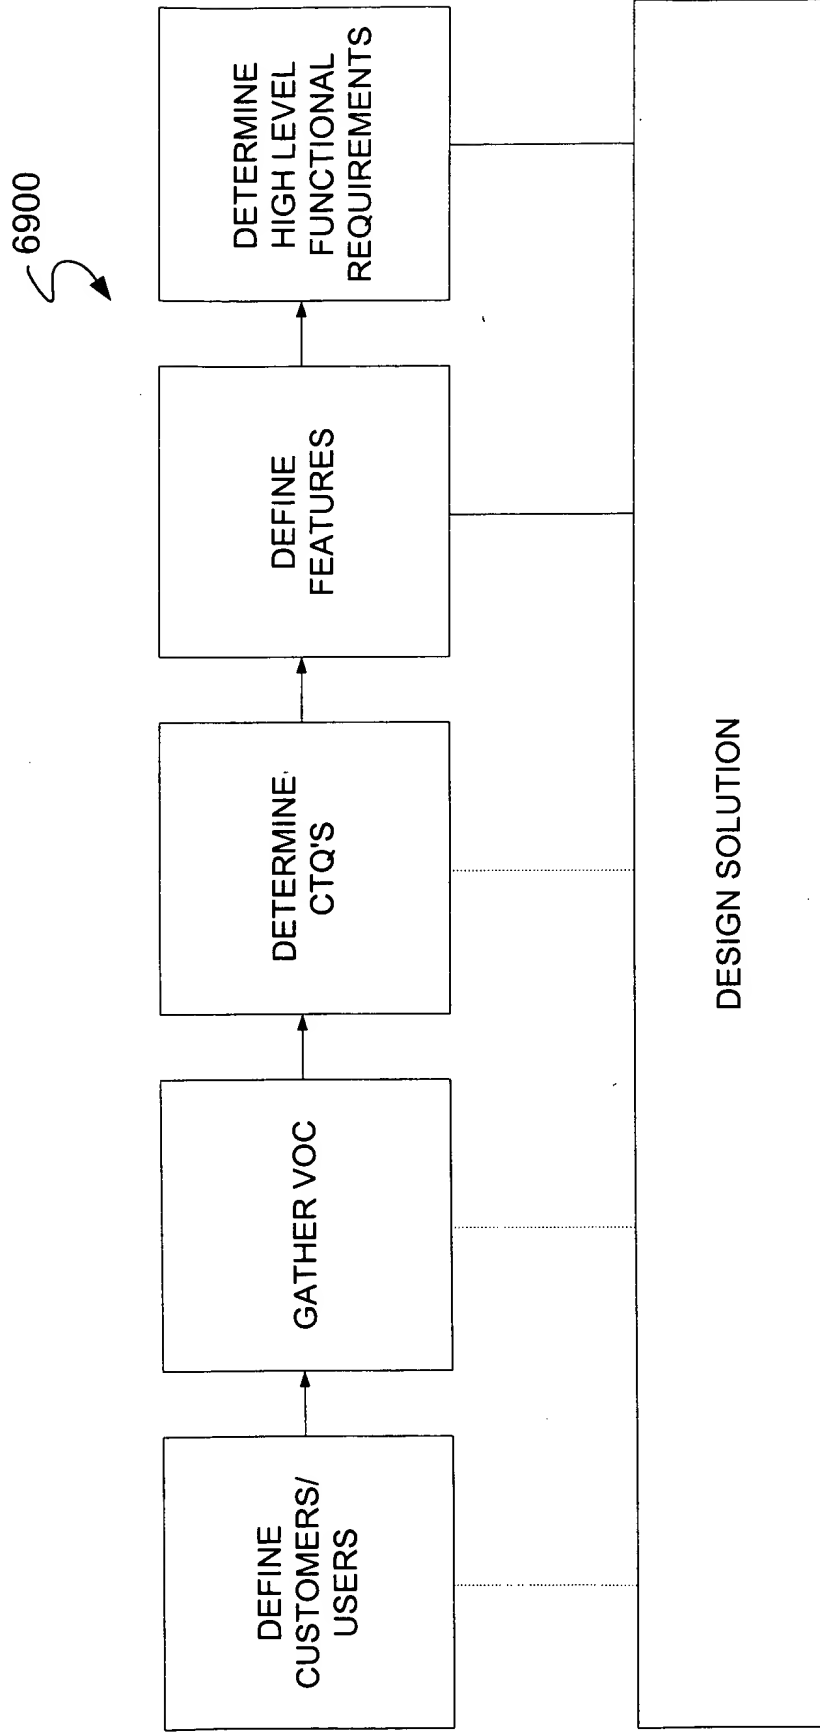 6900
DEFINE
CUSTOMERS/
USERS
GATHER VOC
DETERMINE
CTQ'S
DEFINE
FEATURES
DETERMINE
HIGH LEVEL
FUNCTIONAL
REQUIREMENTS
DESIGN SOLUTION